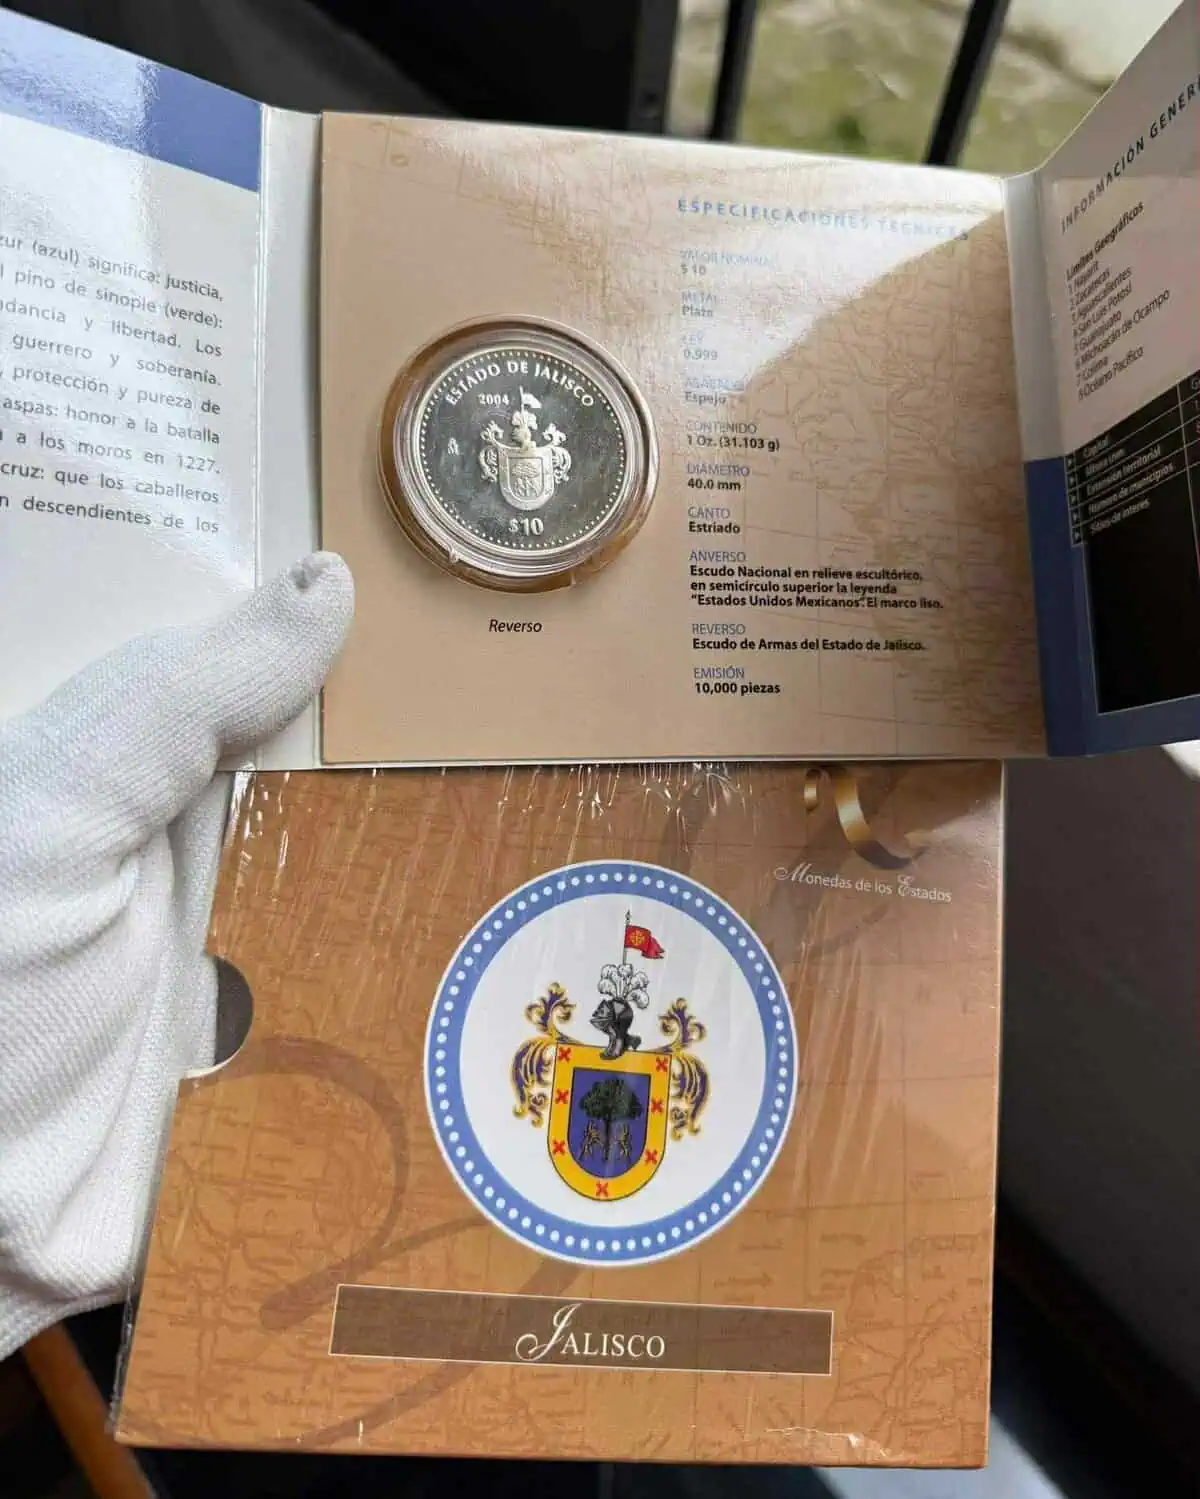 zur (azul) significa: Justicia,
l pino de sinople (verde):
dancia y libertad. Los
guerrero y soberanía.
protección y pureza de
aspas: honor a la batalla
a los moros en 1227.
cruz: que los caballeros
n descendientes de los
ESTADO DE JALISCO
2004
$10
Reverso
ESPECIFICACIONES TÉCNICAS
VALOR NOMINAL
$ 10
METAL
Plata
LEY
0.999
ACABADO
Espejo
CONTENIDO
1 Oz. (31.103 g)
DIÁMETRO
40.0 mm
CANTO
Estriado
ANVERSO
Escudo Nacional en relieve escultórico,
en semicírculo superior la leyenda
"Estados Unidos Mexicanos". El marco liso.
REVERSO
Escudo de Armas del Estado de Jalisco.
EMISIÓN
10,000 piezas
INFORMACIÓN GENER
Límites Geográficos
1 Nayarit
2 Zacatecas
3 Aguascalientes
4 San Luis Potosí
5 Guanajuato
6 Michoacán de Ocampo
7 Colima
8 Océano Pacífico
Capital
Extensión territorial
Número de municipios
Sitios de interés
Monedas de los Estados
JALISCO